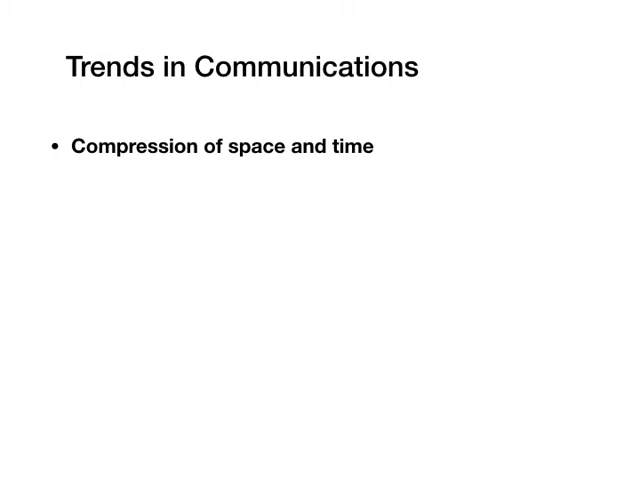 Trends in Communications
• Compression of space and time